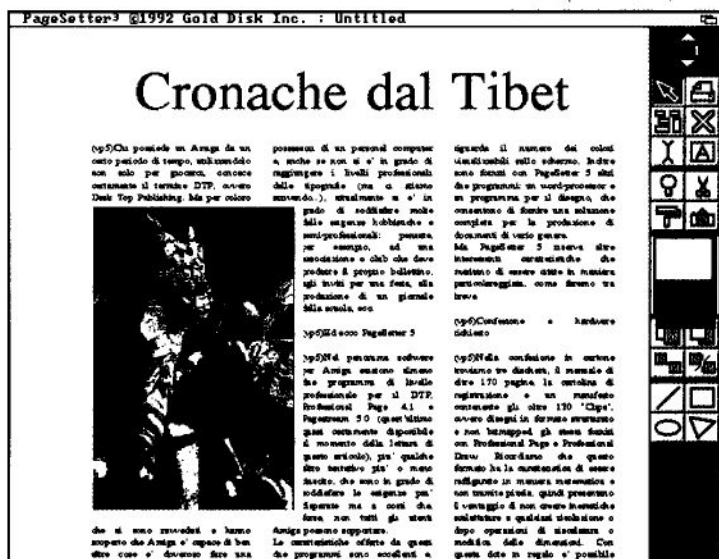 PageSetter³ ©1992 Gold Disk Inc. : Untitled
Cronache dal Tibet
(vp5)Chi possiede un Amiga da un
certo periodo di tempo, utilizzandolo
non solo per giocarci, conosce
certamente il termine DTP, ovvero
Desk Top Publishing. Ma per coloro
che si sono ravveduti e hanno
scoperto che Amiga e' capace di ben
altre cose e' doveroso fare una
possessori di un personal computer
e, anche se non si e' in grado di
raggiungere i livelli professionali
delle tipografie (ma ci stiamo
arrivando..), attualmente si e' in
grado di soddisfare molte
delle esigenze hobbistiche e
semi-professionali: pensate,
per esempio, ad una
associazione o club che deve
produrre il proprio bollettino,
agli inviti per una festa, alla
produzione di un giornale
della scuola, ecc.
(vp6)Ed ecco PageSetter 3
(vp5)Nel panorama software
per Amiga esistono almeno
due programmi di livello
professionale per il DTP,
Professional Page 4.1 e
Pagestream 3.0 (quest'ultimo
quasi certamente disponibile
al momento della lettura di
questo articolo), piu' qualche
altro tentativo piu' o meno
riuscito, che sono in grado di
soddisfare le esigenze piu'
disparate ma a costi che,
forse, non tutti gli utenti
Amiga possono sopportare.
Le caratteristiche offerte da questi
due programmi sono eccellenti e,
riguarda il numero dei colori
visualizzabili sullo schermo. Inoltre
sono forniti con PageSetter 3 altri
due programmi: un word-processor e
un programma per il disegno, che
consentono di fornire una soluzione
completa per la produzione di
documenti di vario genere.
Ma PageSetter 3 riserva altre
interessanti caratteristiche che
meritano di essere citate in maniera
particolareggiata, come faremo tra
breve.
(vp6)Confezione e hardware
richiesto
(vp5)Nella confezione in cartone
troviamo tre dischetti, il manuale di
oltre 170 pagine, la cartolina di
registrazione e un manifesto
contenente gli oltre 170 "Clips",
ovvero disegni in formato strutturato
e non bitmapped, gli stessi forniti
con Professional Page e Professional
Draw. Ricordiamo che questo
formato ha la caratteristica di essere
raffigurato in maniera matematica e
non tramite pixels, quindi presentano
il vantaggio di non creare antiestetiche
scalettature a qualsiasi risoluzione o
dopo operazioni di riscalatura o
modifica delle dimensioni. Con
questa dote in regalo e' possibile